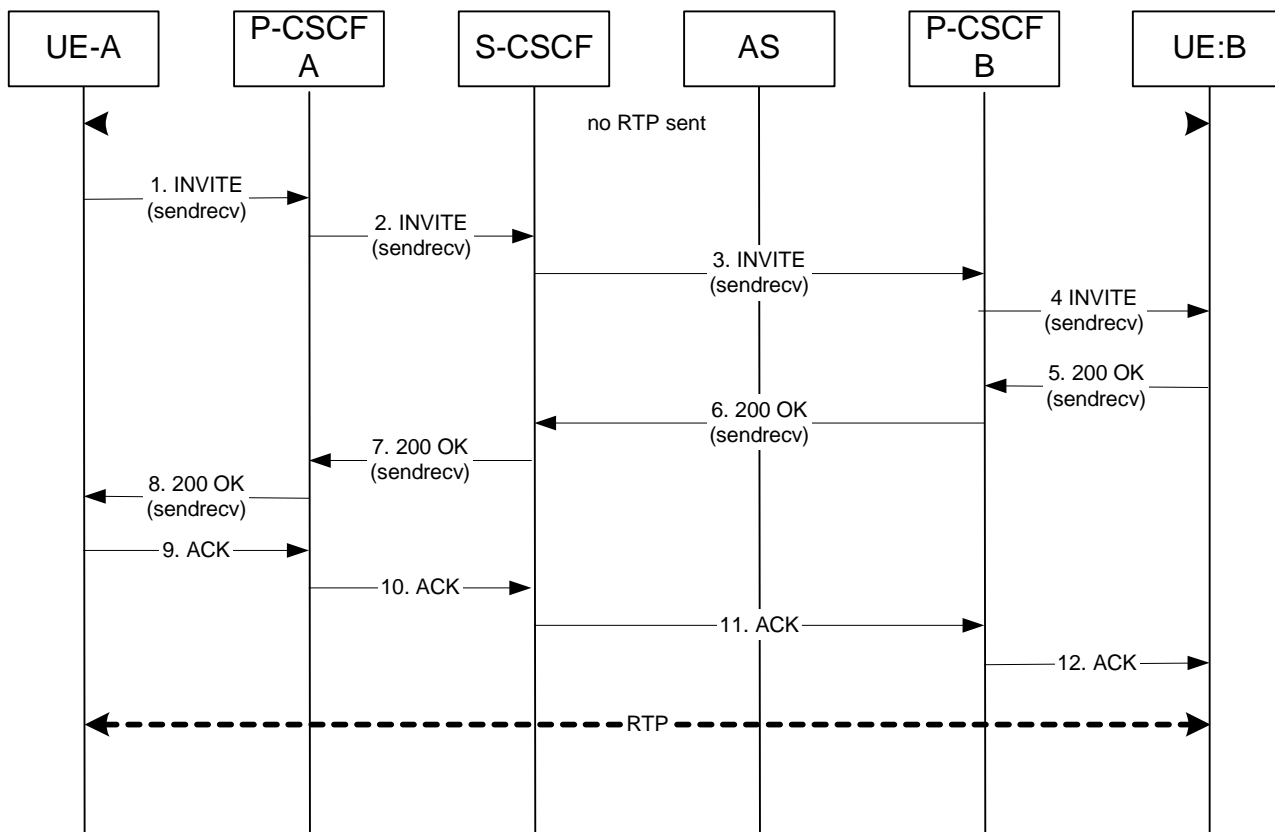 UE-A
P-CSCF
A
S-CSCF
AS
P-CSCF
B
UE:B
no RTP sent
1. INVITE
(sendrecv)
2. INVITE
(sendrecv)
3. INVITE
(sendrecv)
4 INVITE
(sendrecv)
5. 200 OK
(sendrecv)
6. 200 OK
(sendrecv)
7. 200 OK
(sendrecv)
8. 200 OK
(sendrecv)
9. ACK
10. ACK
11. ACK
12. ACK
RTP